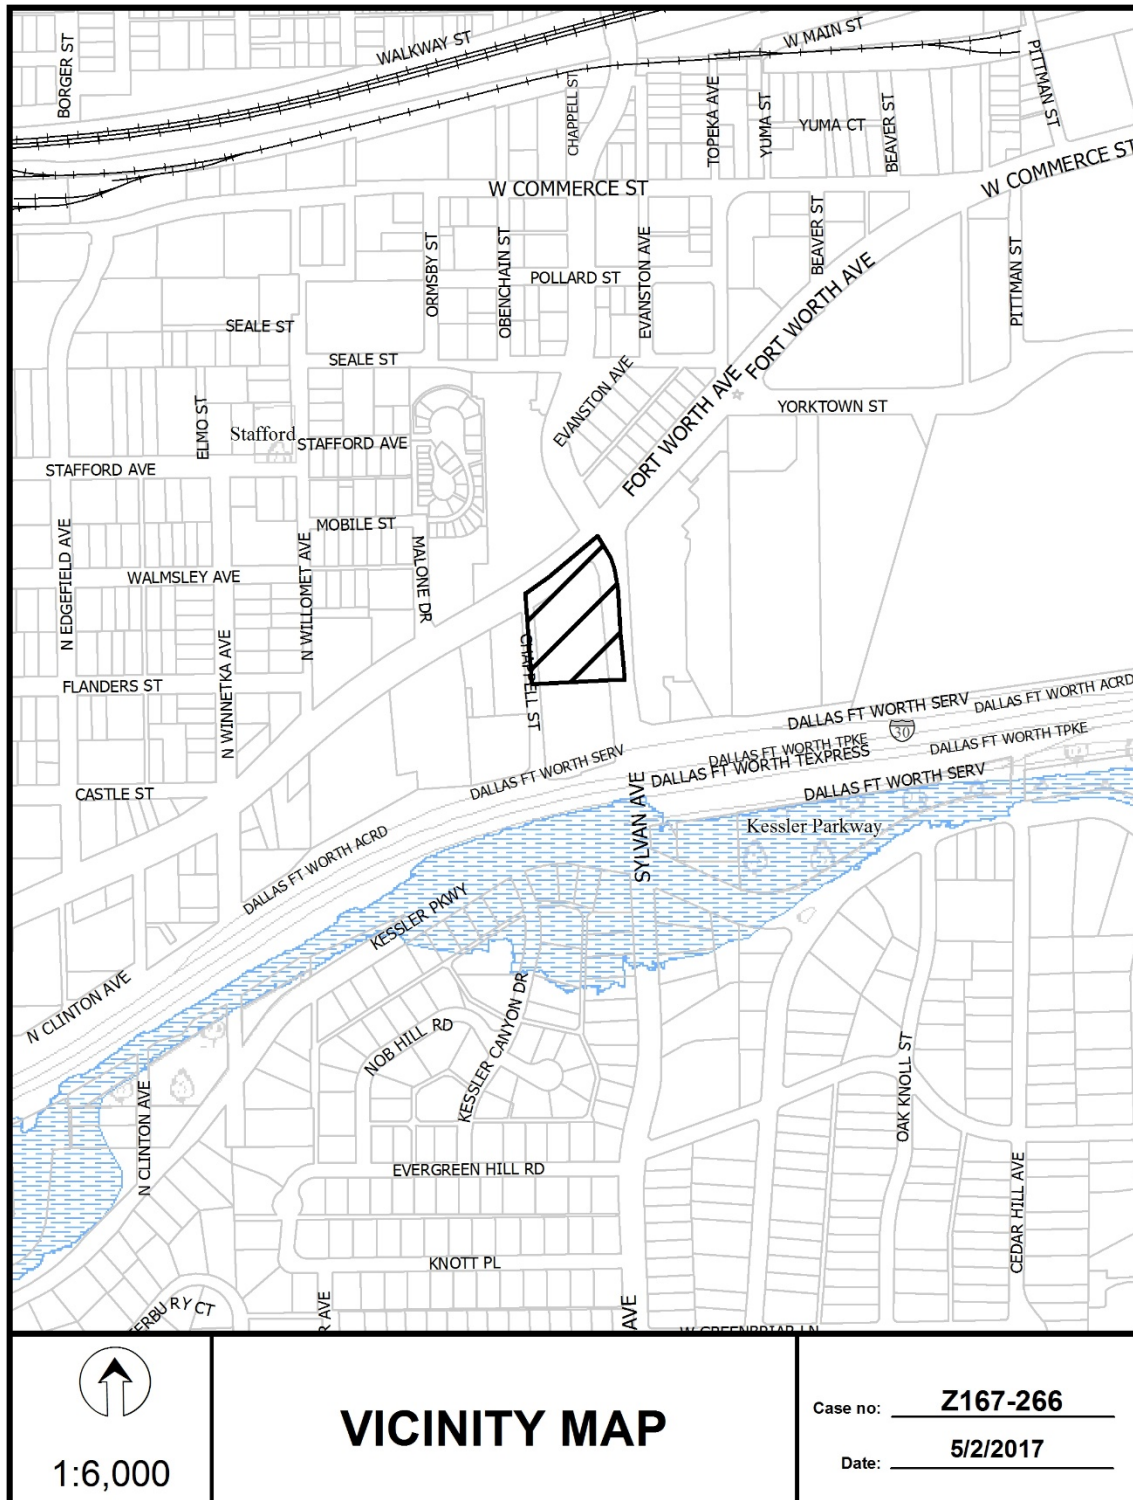 BORGER ST
WALKWAY ST
W MAIN ST
PITTMAN ST
CHAPPELL ST
TOPEKA AVE
YUMA ST
YUMA CT
BEAVER ST
W COMMERCE ST
W COMMERCE ST
ORMSBY ST
OBENCHAIN ST
EVANSTON AVE
BEAVER ST
PITTMAN ST
POLLARD ST
FORT WORTH AVE
SEALE ST
SEALE ST
EVANSTON AVE
FORT WORTH AVE
YORKTOWN ST
ELMO ST
Stafford
STAFFORD AVE
STAFFORD AVE
MOBILE ST
N EDGEFIELD AVE
WALMSLEY AVE
N WILLOMET AVE
MALONE DR
N WINNETKA AVE
CHAPPELL ST
FLANDERS ST
DALLAS FT WORTH SERV
DALLAS FT WORTH ACRD
30
DALLAS FT WORTH TPKE
DALLAS FT WORTH TPKE
DALLAS FT WORTH TEXPRESS
DALLAS FT WORTH SERV
DALLAS FT WORTH SERV
CASTLE ST
SYLVAN AVE
Kessler Parkway
DALLAS FT WORTH ACRD
KESSLER PKWY
N CLINTON AVE
NOB HILL RD
KESSLER CANYON DR
OAK KNOLL ST
N CLINTON AVE
EVERGREEN HILL RD
CEDAR HILL AVE
KNOTT PL
ERBURY CT
R AVE
AVE
W GREENBRIAR LN
1:6,000
VICINITY MAP
Case no: Z167-266
Date: 5/2/2017